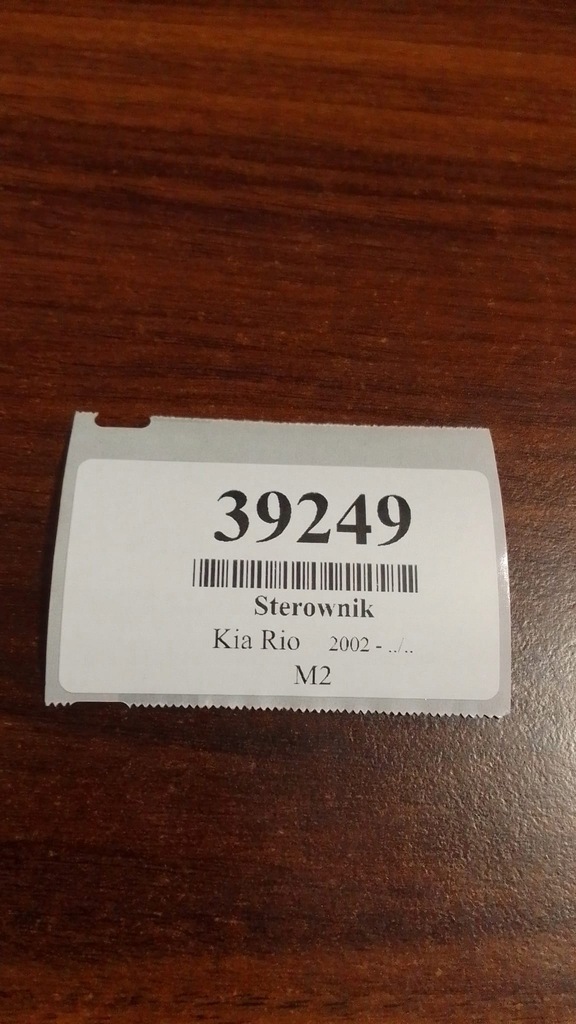 39249
Sterownik
Kia Rio 2002 - ../..
M2